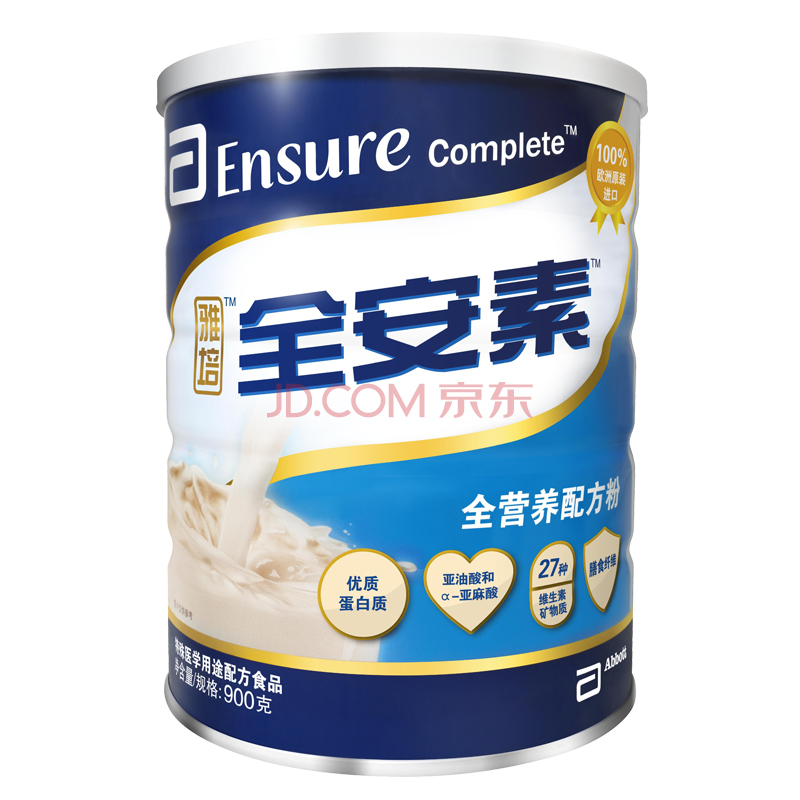 Ensure Complete™
100%
欧洲原装
进口
雅培™
全安素™
JD.COM 京东
全营养配方粉
优质
蛋白质
亚油酸和
α-亚麻酸
27种
维生素
矿物质
膳食纤维
特殊医学用途配方食品
净含量/规格:900克
Abbott